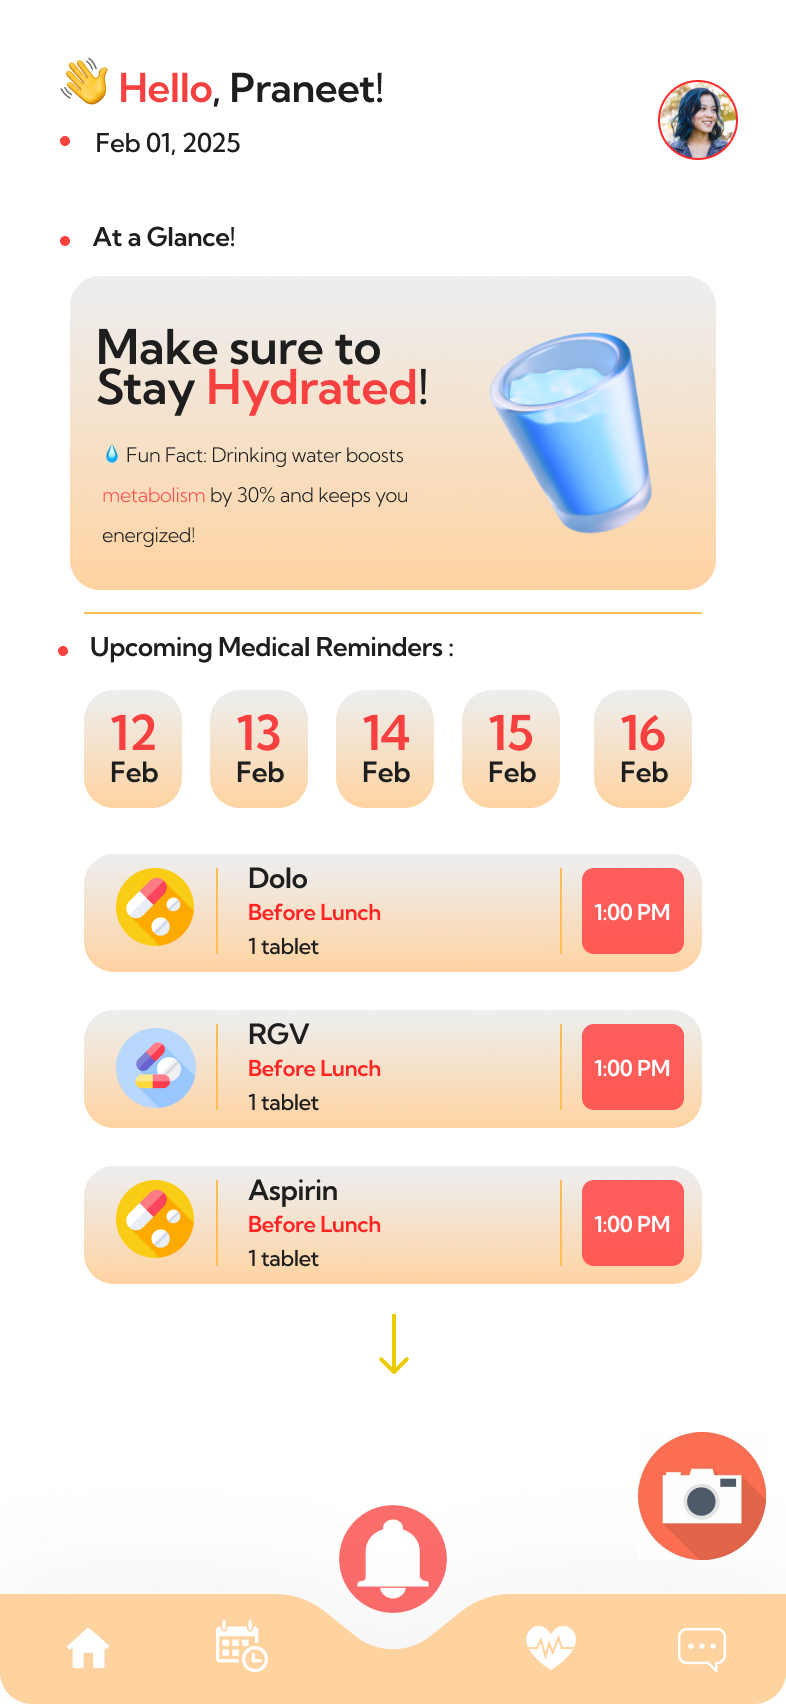 👋 Hello, Praneet!
• Feb 01, 2025
• At a Glance!
Make sure to
Stay Hydrated!
💧 Fun Fact: Drinking water boosts
metabolism by 30% and keeps you
energized!
• Upcoming Medical Reminders :
12 13 14 15 16
Feb Feb Feb Feb Feb
Dolo
Before Lunch
1 tablet
1:00 PM
RGV
Before Lunch
1 tablet
1:00 PM
Aspirin
Before Lunch
1 tablet
1:00 PM